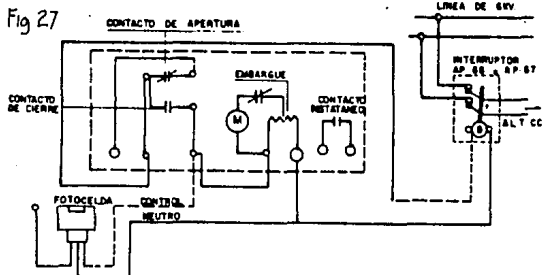 Fig 27
CONTACTO DE APERTURA
LINEA DE 6KV
INTERRUPTOR
AP 66 RP 67
EMBARGUE
CONTACTO
INSTATANEO
CONTACTO
DE CIERRE
M
B
ALT CC
FOTOCELDA
CONTROL
NEUTRO